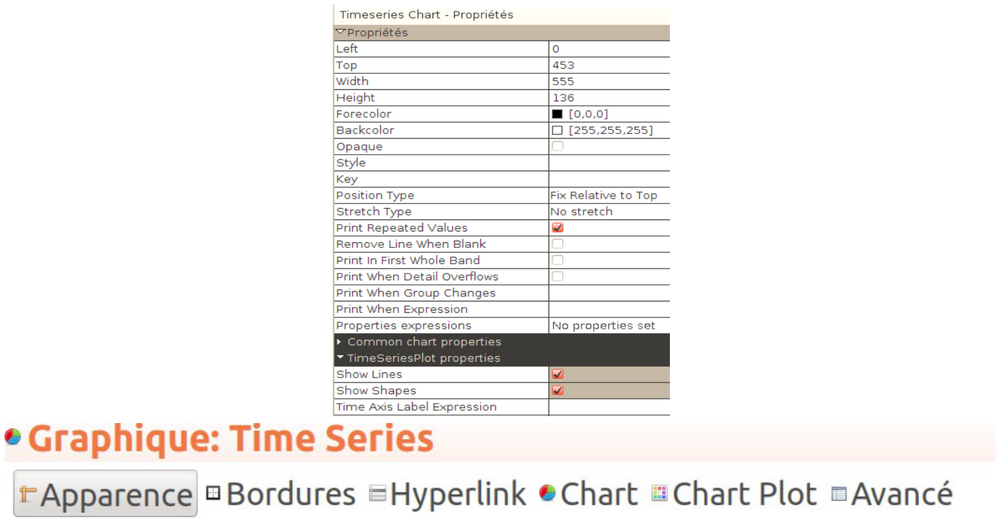 Timeseries Chart - Propriétés
Propriétés
Left 0
Top 453
Width 555
Height 136
Forecolor [0,0,0]
Backcolor [255,255,255]
Opaque
Style
Key
Position Type Fix Relative to Top
Stretch Type No stretch
Print Repeated Values
Remove Line When Blank
Print In First Whole Band
Print When Detail Overflows
Print When Group Changes
Print When Expression
Properties expressions No properties set
Common chart properties
TimeSeriesPlot properties
Show Lines
Show Shapes
Time Axis Label Expression
Graphique: Time Series
Apparence Bordures Hyperlink Chart Chart Plot Avancé